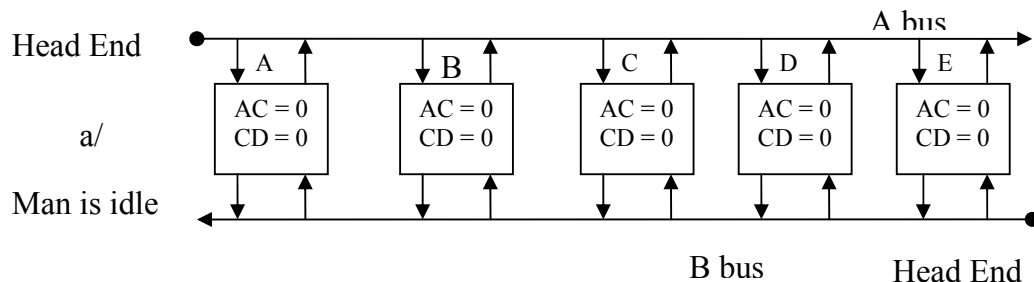 A bus
Head End
A B C D E
AC = 0 AC = 0 AC = 0 AC = 0 AC = 0
CD = 0 CD = 0 CD = 0 CD = 0 CD = 0
a/
Man is idle
B bus Head End